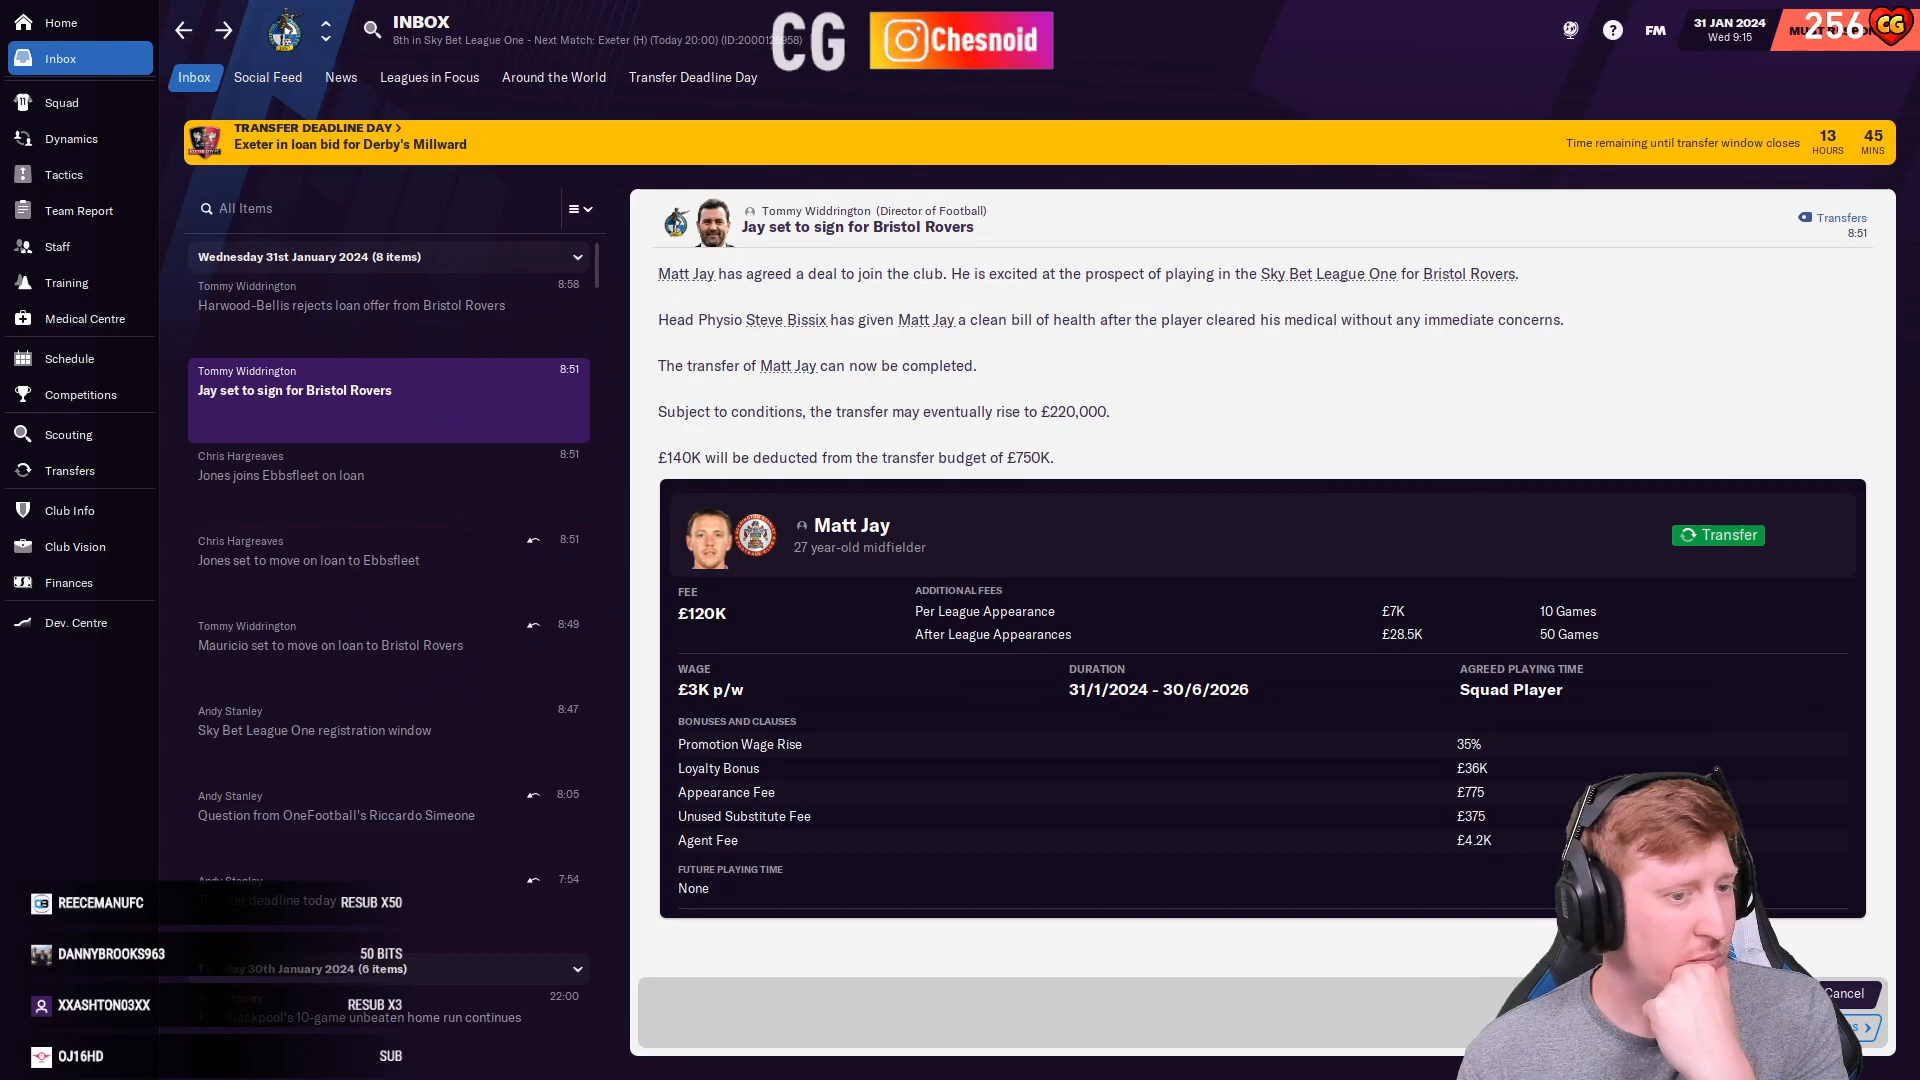 Home
Inbox
Squad
Dynamics
Tactics
Team Report
Staff
Training
Medical Centre
Schedule
Competitions
Scouting
Transfers
Club Info
Club Vision
Finances
Dev. Centre
INBOX
8th in Sky Bet League One - Next Match: Exeter (H) (Today 20:00)
CG
Chesnoid
FM
31 JAN 2024
Wed 9:15
256
CG
Inbox
Social Feed
News
Leagues in Focus
Around the World
Transfer Deadline Day
TRANSFER DEADLINE DAY >
Exeter in loan bid for Derby's Millward
Time remaining until transfer window closes
13 HOURS
45 MINS
All Items
Wednesday 31st January 2024 (8 items)
Tommy Widdrington 8:58
Harwood-Bellis rejects loan offer from Bristol Rovers
Tommy Widdrington 8:51
Jay set to sign for Bristol Rovers
Chris Hargreaves 8:51
Jones joins Ebbsfleet on loan
Chris Hargreaves 8:51
Jones set to move on loan to Ebbsfleet
Tommy Widdrington 8:49
Mauricio set to move on loan to Bristol Rovers
Andy Stanley 8:47
Sky Bet League One registration window
Andy Stanley 8:05
Question from OneFootball's Riccardo Simeone
Andy Stanley 7:54
deadline today
30th January 2024 (6 items)
22:00
10-game unbeaten home run continues
REECEMANUFC RESUB X50
DANNYBROOKS963 50 BITS
XXASHTON03XX RESUB X3
OJ16HD SUB
Tommy Widdrington (Director of Football)
Jay set to sign for Bristol Rovers
Transfers
8:51
Matt Jay has agreed a deal to join the club. He is excited at the prospect of playing in the Sky Bet League One for Bristol Rovers.
Head Physio Steve Bissix has given Matt Jay a clean bill of health after the player cleared his medical without any immediate concerns.
The transfer of Matt Jay can now be completed.
Subject to conditions, the transfer may eventually rise to £220,000.
£140K will be deducted from the transfer budget of £750K.
Matt Jay
27 year-old midfielder
Transfer
FEE
£120K
ADDITIONAL FEES
Per League Appearance £7K 10 Games
After League Appearances £28.5K 50 Games
WAGE
£3K p/w
DURATION
31/1/2024 - 30/6/2026
AGREED PLAYING TIME
Squad Player
BONUSES AND CLAUSES
Promotion Wage Rise 35%
Loyalty Bonus £36K
Appearance Fee £775
Unused Substitute Fee £375
Agent Fee £4.2K
FUTURE PLAYING TIME
None
Cancel